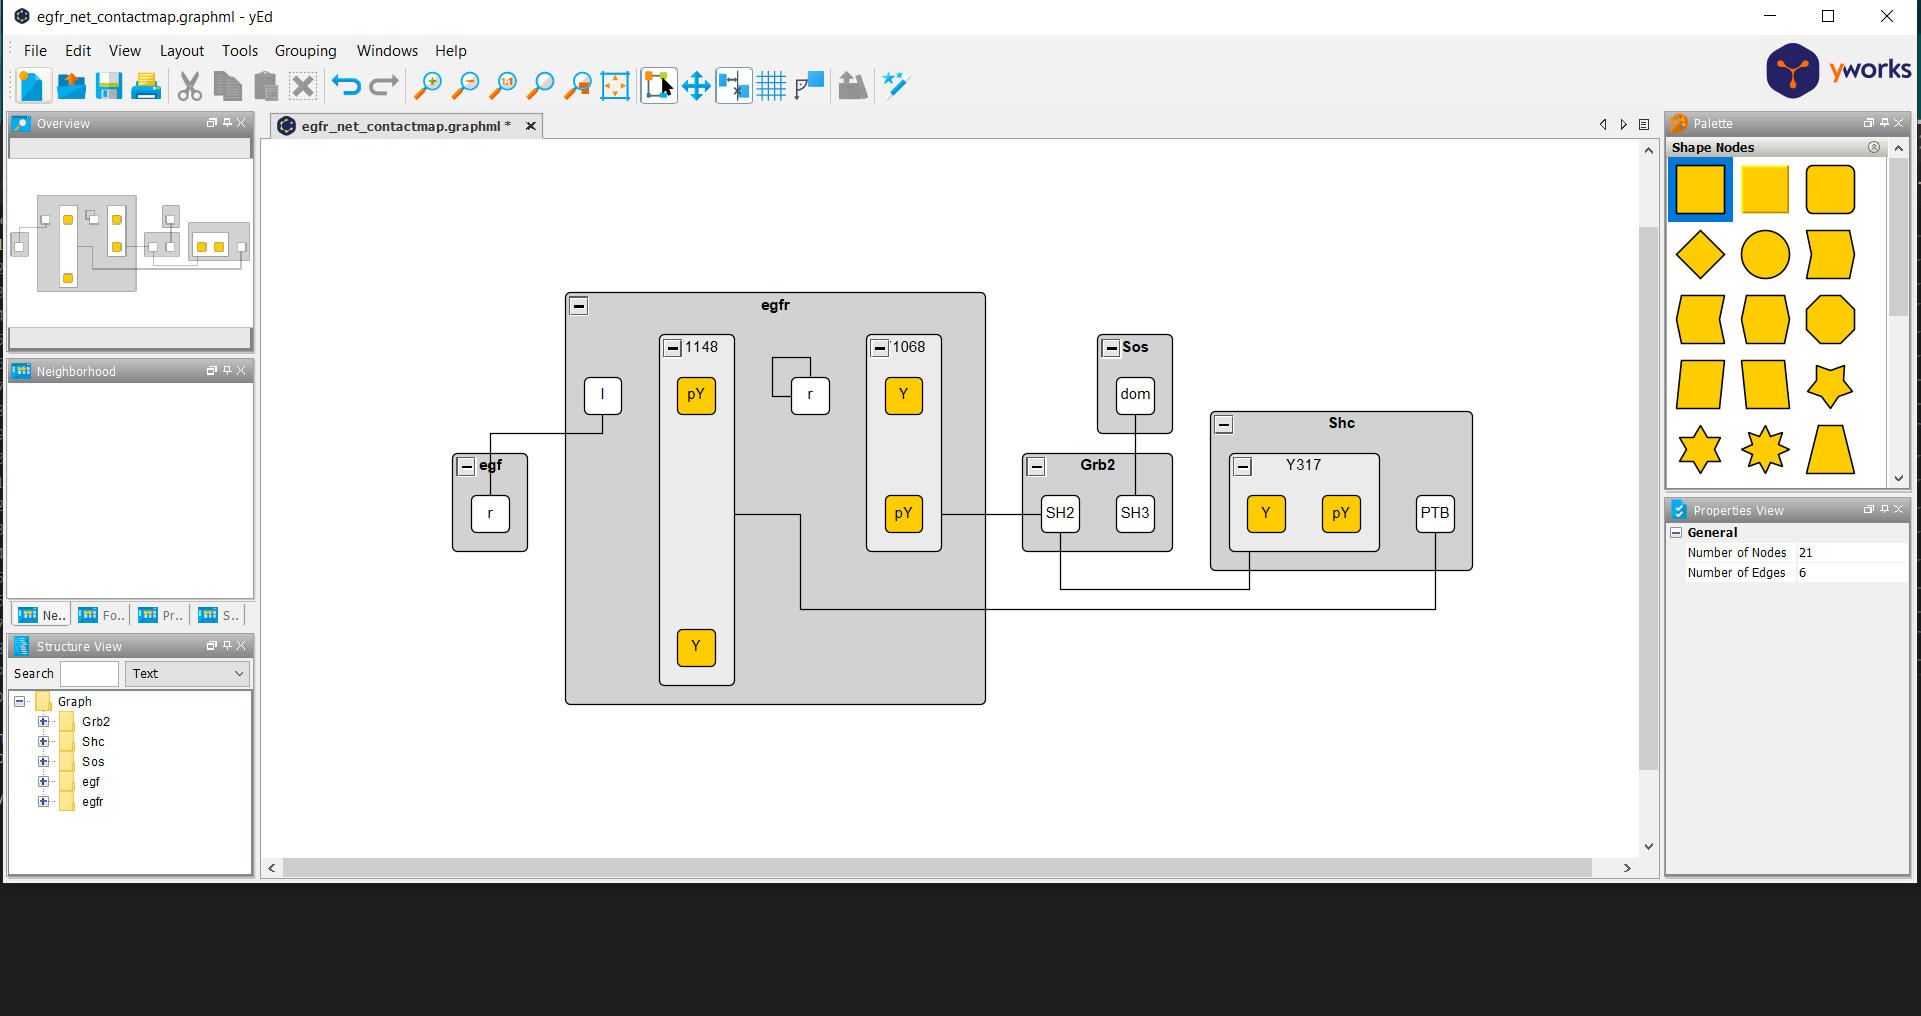 egfr_net_contactmap.graphml - yEd
File Edit View Layout Tools Grouping Windows Help
yworks
Overview
egfr_net_contactmap.graphml *
Palette
Shape Nodes
Neighborhood
Ne..
Fo..
Pr..
S..
Structure View
Search
Text
Graph
Grb2
Shc
Sos
egf
egfr
egfr
1148
1068
l
pY
r
Y
Sos
dom
Shc
egf
Grb2
Y317
r
pY
SH2
SH3
Y
pY
PTB
Y
Properties View
General
Number of Nodes 21
Number of Edges 6